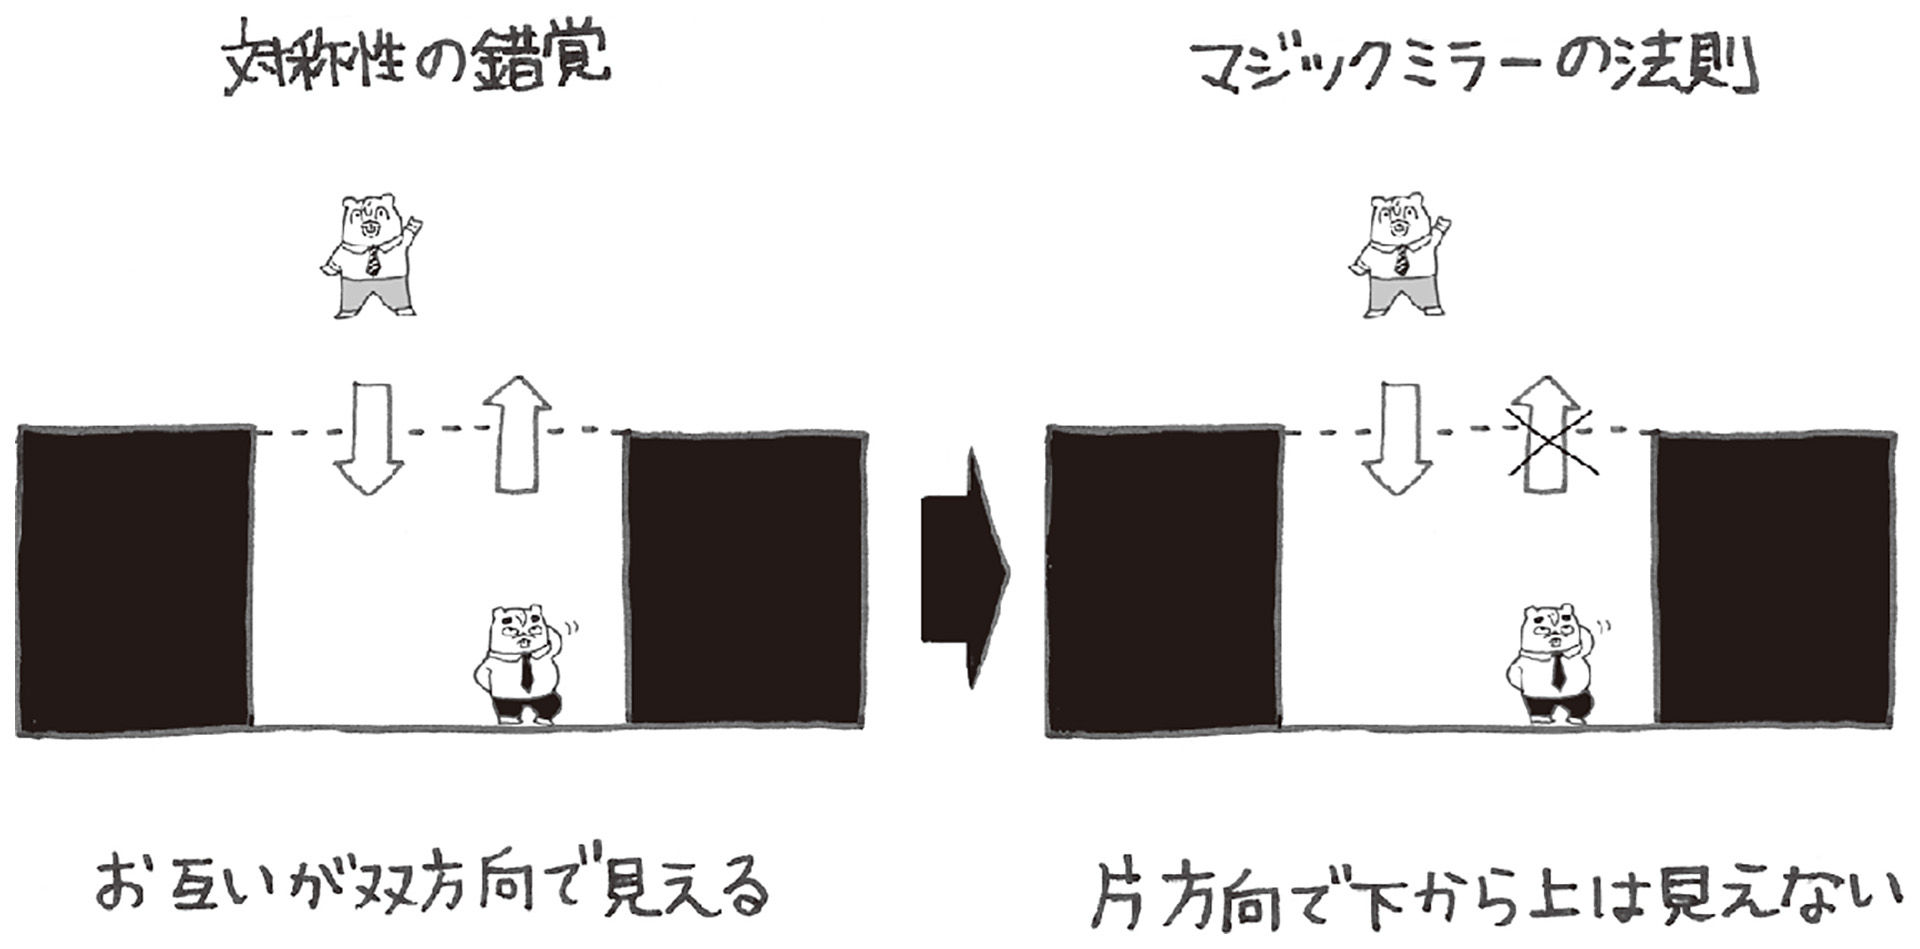 対称性の錯覚
マジックミラーの法則
お互いが双方向で見える
片方向で下から上は見えない